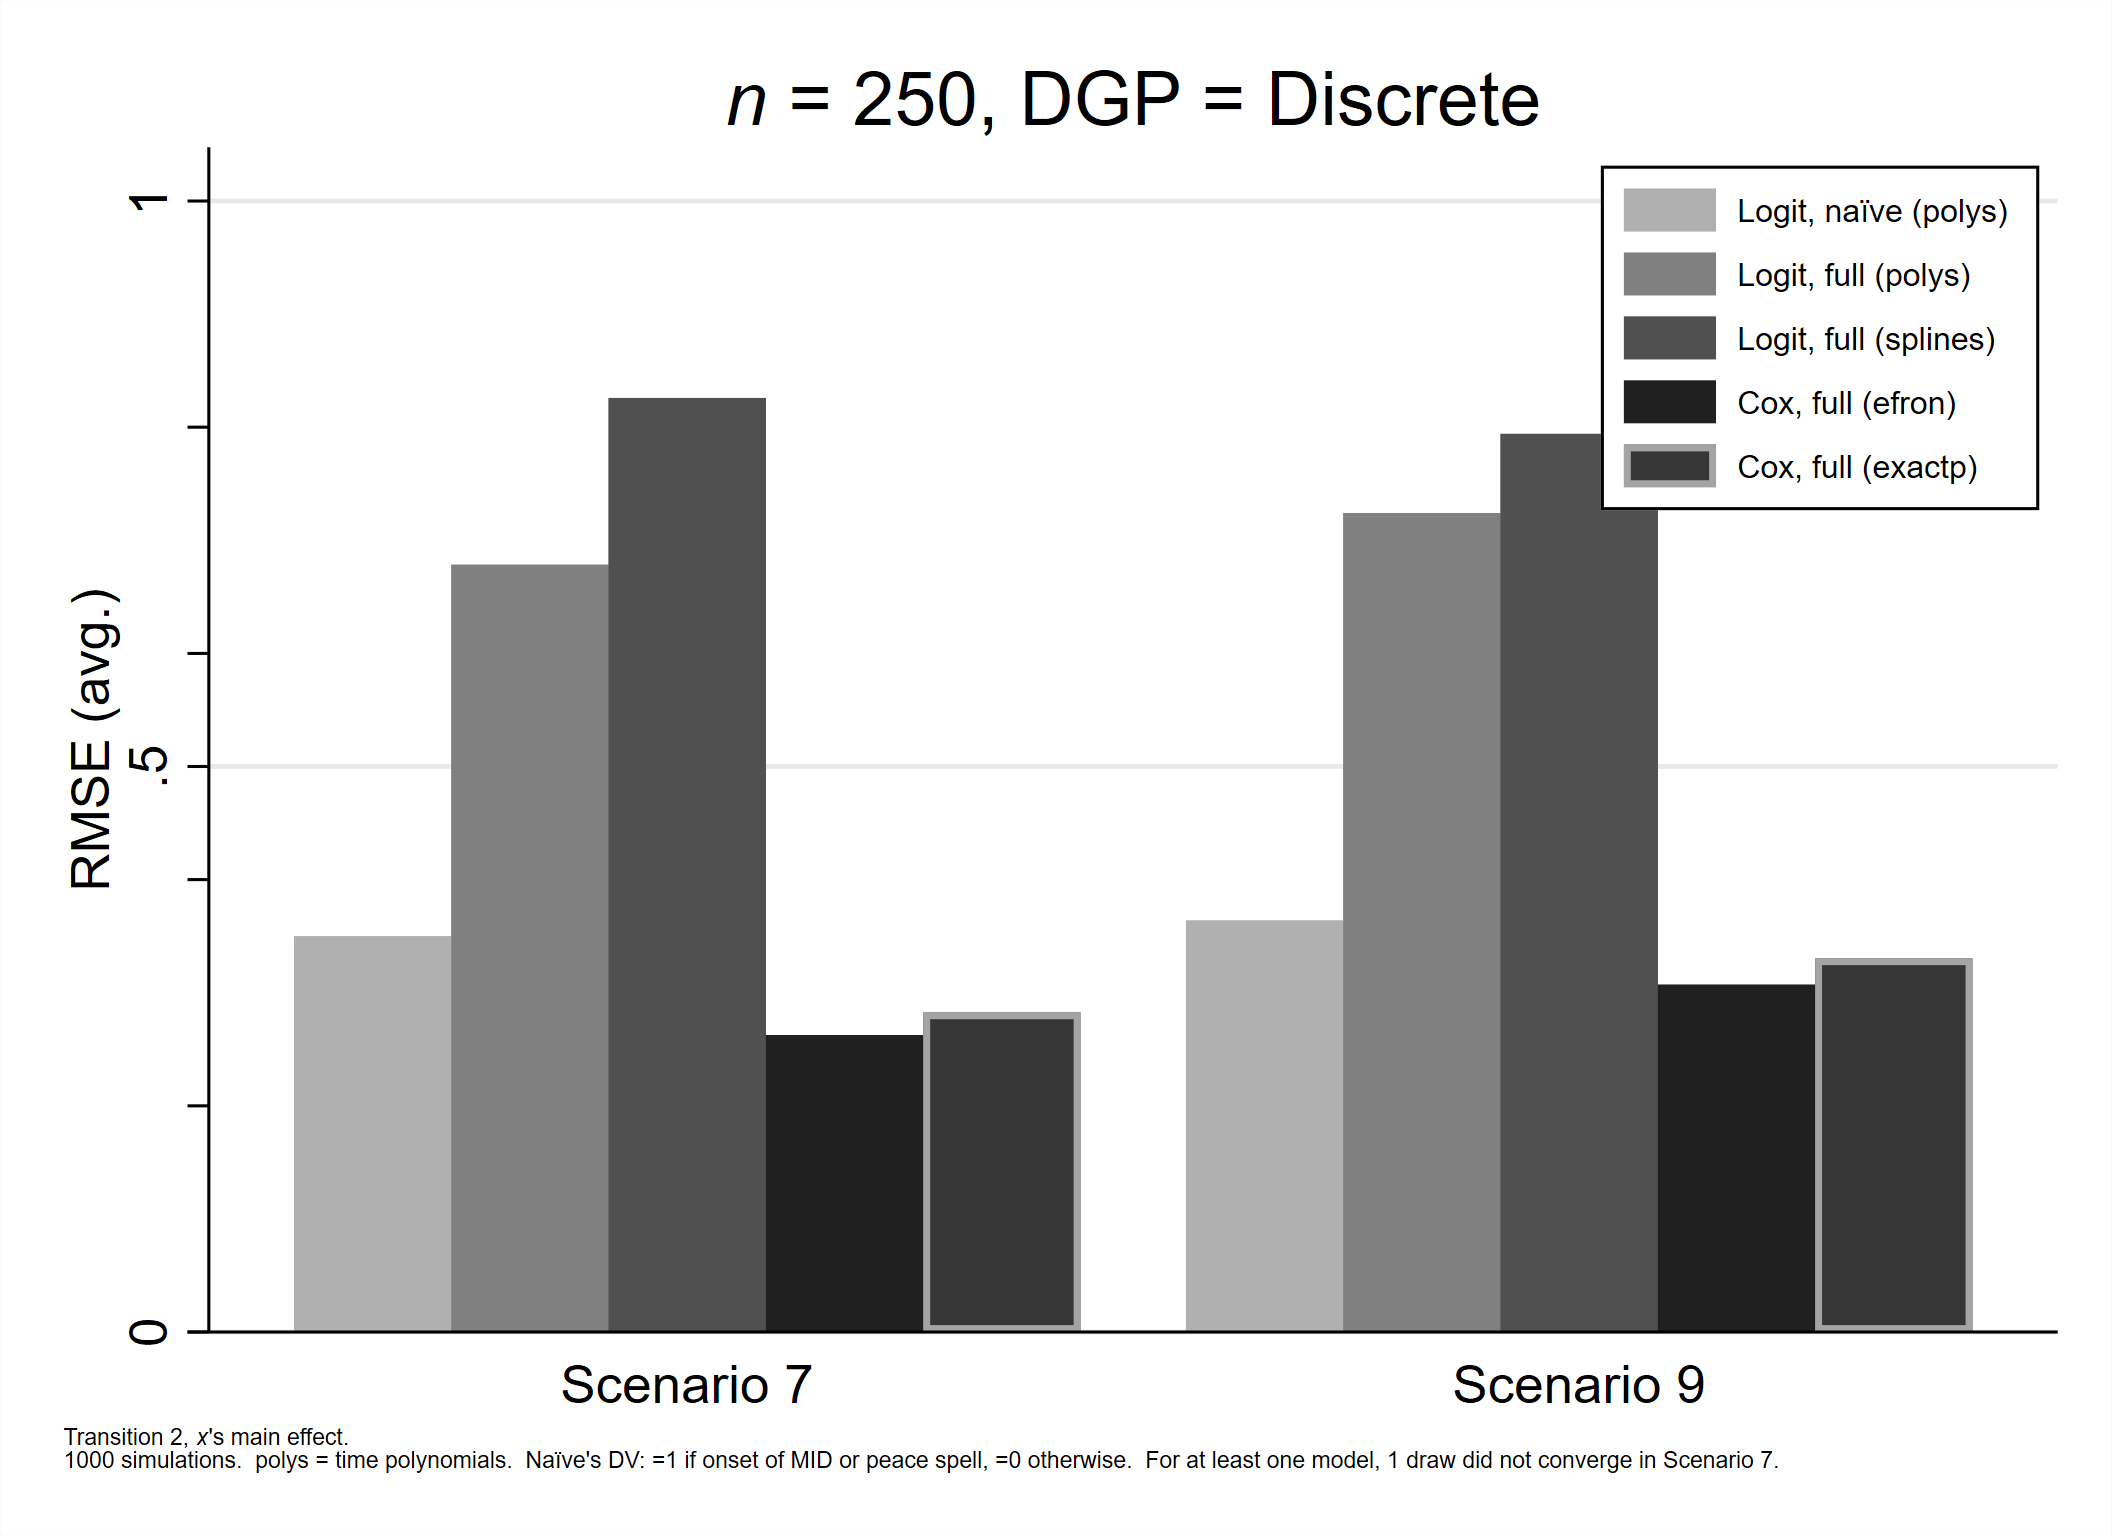 n = 250, DGP = Discrete
1
.5
0
RMSE (avg.)
Logit, naïve (polys)
Logit, full (polys)
Logit, full (splines)
Cox, full (efron)
Cox, full (exactp)
Scenario 7
Scenario 9
Transition 2, x's main effect.
1000 simulations.  polys = time polynomials.  Naïve's DV: =1 if onset of MID or peace spell, =0 otherwise.  For at least one model, 1 draw did not converge in Scenario 7.